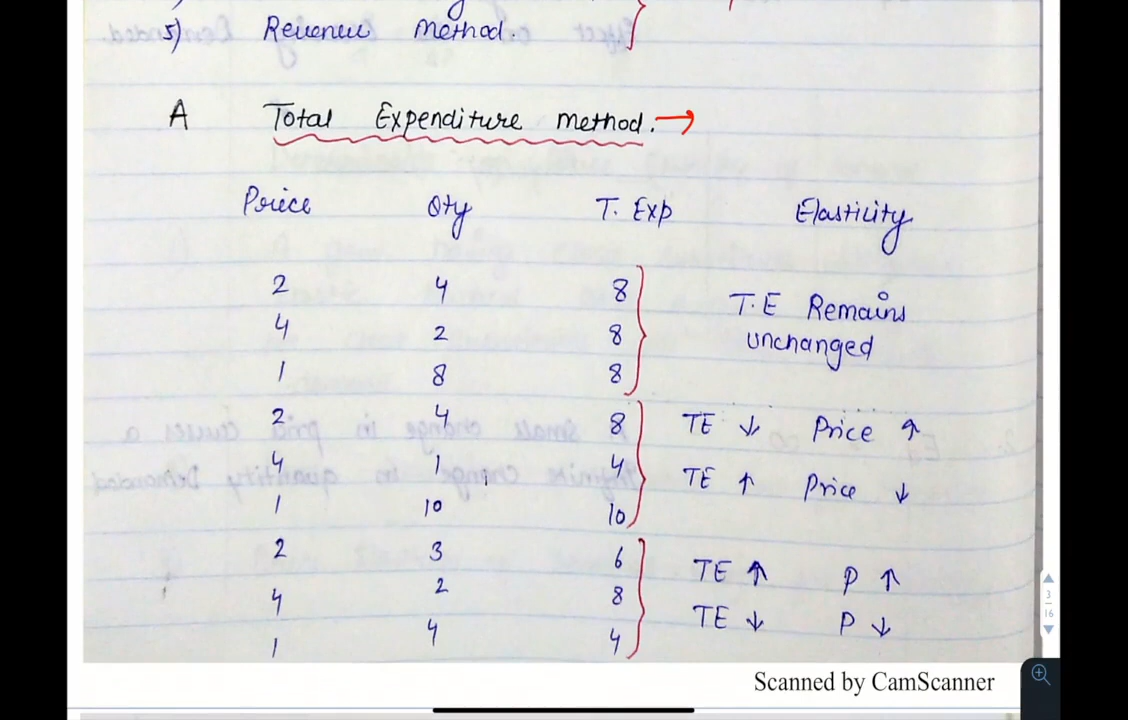 5) Revenue Method.
A Total Expenditure method. →
Price Qty T. Exp Elasticity
2 4 8
4 2 8
1 8 8
T.E Remains
unchanged
2 4 8
4 1 4
1 10 10
TE ↓ Price ↑
TE ↑ Price ↓
2 3 6
4 2 8
1 4 4
TE ↑ P ↑
TE ↓ P ↓
Scanned by CamScanner
3
16